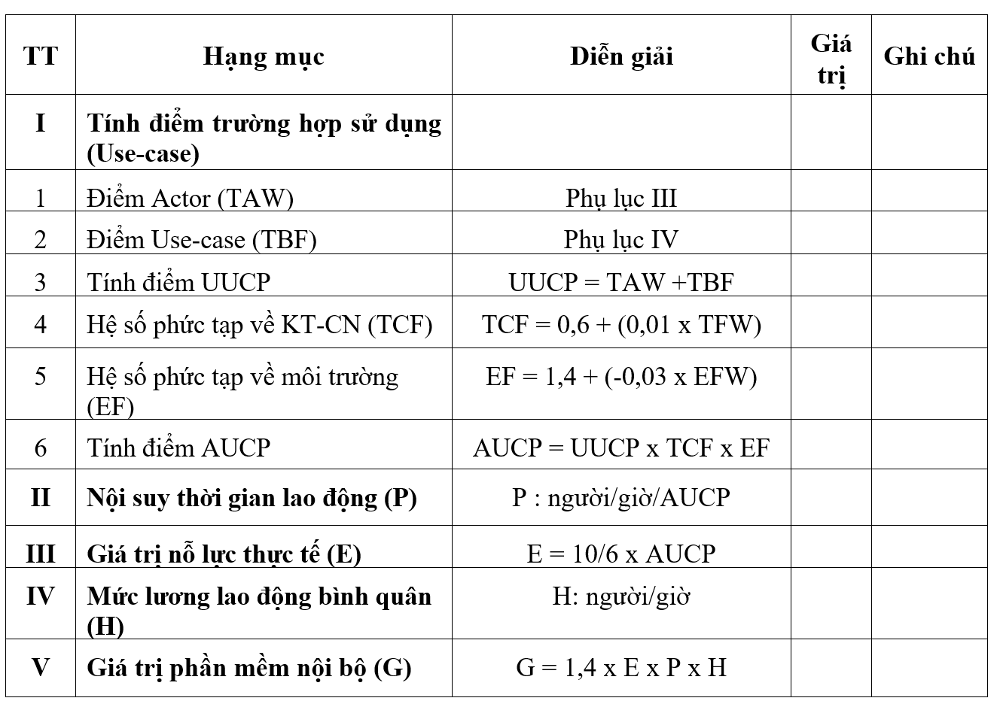 TT Hạng mục Diễn giải Giá trị Ghi chú
I Tính điểm trường hợp sử dụng
(Use-case)
1 Điểm Actor (TAW) Phụ lục III
2 Điểm Use-case (TBF) Phụ lục IV
3 Tính điểm UUCP UUCP = TAW +TBF
4 Hệ số phức tạp về KT-CN (TCF) TCF = 0,6 + (0,01 x TFW)
5 Hệ số phức tạp về môi trường EF = 1,4 + (-0,03 x EFW)
(EF)
6 Tính điểm AUCP AUCP = UUCP x TCF x EF
II Nội suy thời gian lao động (P) P : người/giờ/AUCP
III Giá trị nỗ lực thực tế (E) E = 10/6 x AUCP
IV Mức lương lao động bình quân H: người/giờ
(H)
V Giá trị phần mềm nội bộ (G) G = 1,4 x E x P x H